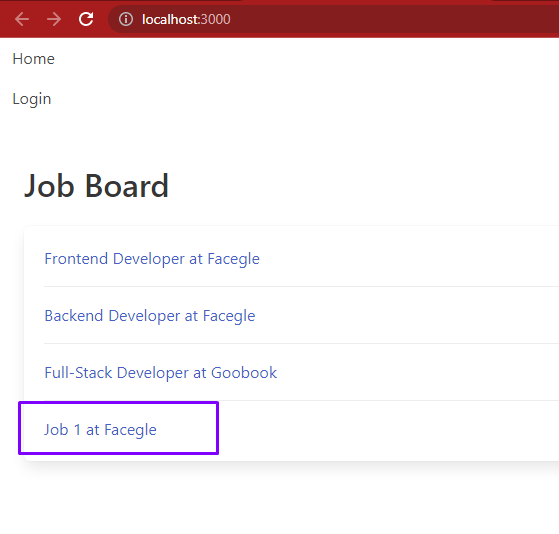 localhost:3000
Home
Login
Job Board
Frontend Developer at Facegle
Backend Developer at Facegle
Full-Stack Developer at Goobook
Job 1 at Facegle